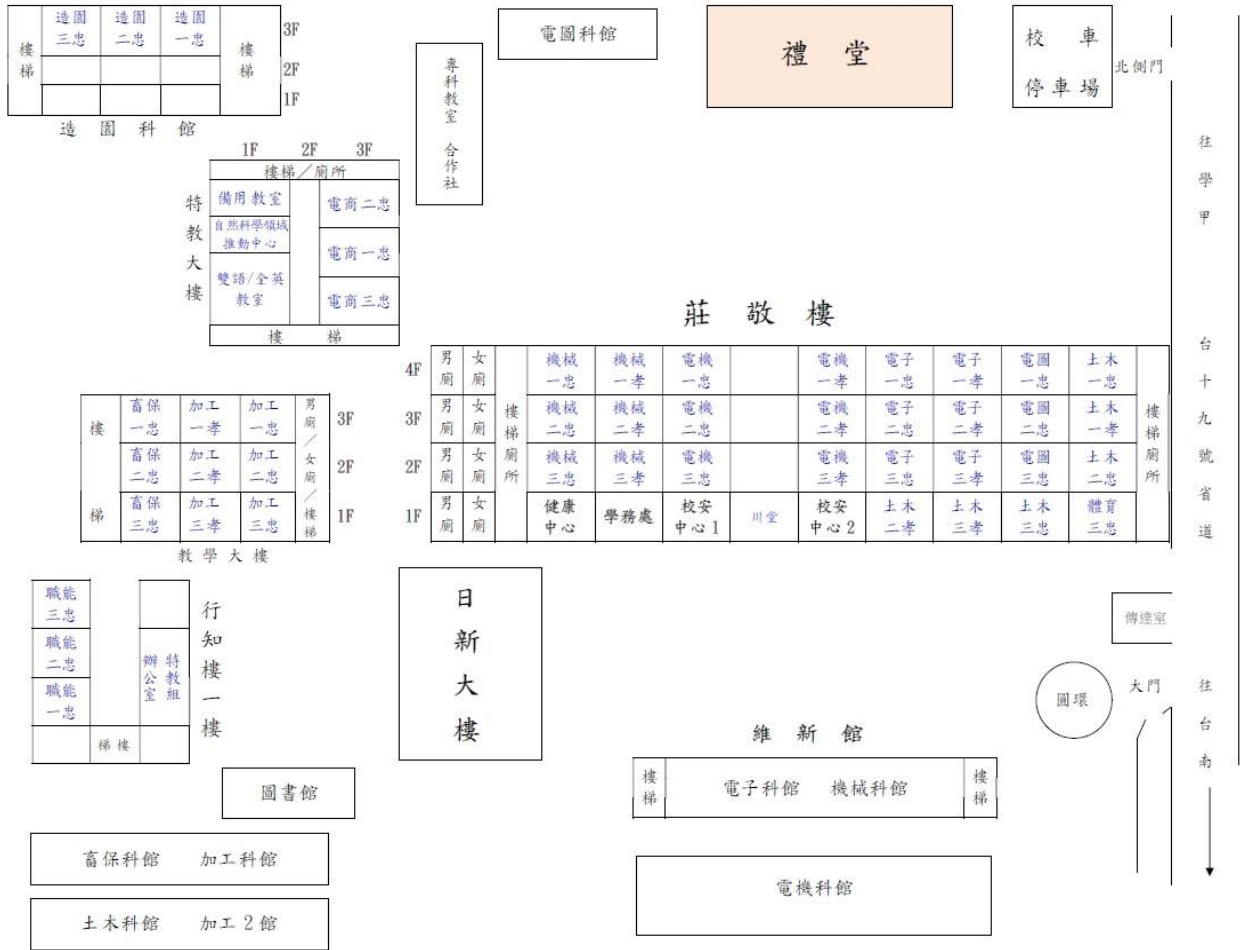 造園三忠 造園二忠 造園一忠
樓梯 樓梯
3F
2F
1F
造園科館
專科教室 合作社
電圖科館
禮堂
校車停車場
北側門
往學甲
台十九號省道
往台南
1F 2F 3F
樓梯／廁所
特教大樓
備用教室 電商二忠
自然科學領域推動中心 電商一忠
雙語/全英教室 電商三忠
樓梯
莊敬樓
4F 男廁 女廁 機械一忠 機械一孝 電機一忠 電機一孝 電子一忠 電子一孝 電圖一忠 土木一忠
3F 男廁 女廁 機械二忠 機械二孝 電機二忠 電機二孝 電子二忠 電子二孝 電圖二忠 土木一孝
2F 男廁 女廁 機械三忠 機械三孝 電機三忠 電機三孝 電子三忠 電子三孝 電圖三忠 土木二忠
1F 男廁 女廁 健康中心 學務處 校安中心1 川堂 校安中心2 土木二孝 土木三孝 土木三忠 體育三忠
樓梯廁所 樓梯廁所
樓梯
畜保一忠 加工一孝 加工一忠 3F
畜保二忠 加工二孝 加工二忠 2F
畜保三忠 加工三孝 加工三忠 1F
男廁／女廁／樓梯
教學大樓
職能三忠
職能二忠
職能一忠
特教組辦公室
梯樓
行知樓一樓
日新大樓
傳達室
圓環
大門
維新館
樓梯 電子科館 機械科館 樓梯
圖書館
畜保科館 加工科館
電機科館
土木科館 加工2館